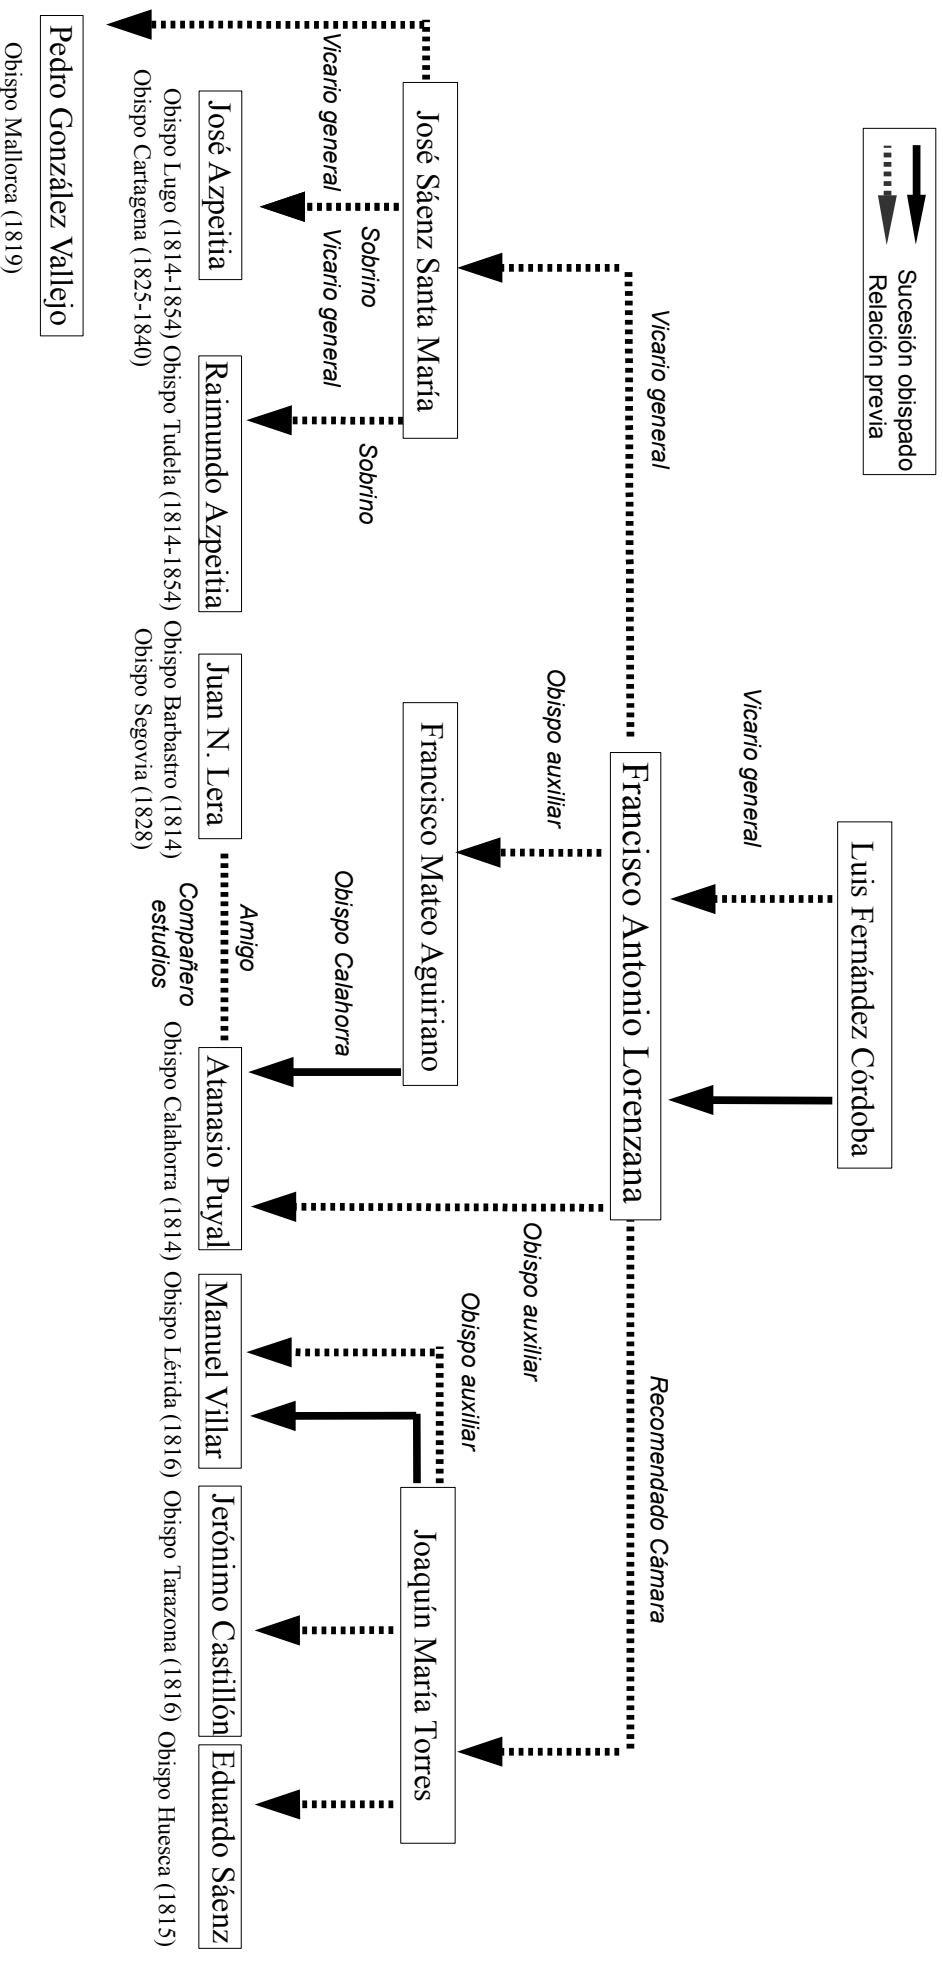 Sucesión obispado
Relación previa
Luis Fernández Córdoba
Vicario general
Francisco Antonio Lorenzana
Vicario general
Recomendado Cámara
Obispo auxiliar
Obispo auxiliar
José Sáenz Santa María
Francisco Mateo Aguiriano
Joaquín María Torres
Obispo auxiliar
Sobrino
Sobrino
Vicario general
Vicario general
Obispo Calahorra
Amigo
Compañero
estudios
José Azpeitia
Obispo Lugo (1814-1854)
Obispo Cartagena (1825-1840)
Raimundo Azpeitia
Obispo Tudela (1814-1854)
Juan N. Lera
Obispo Barbastro (1814)
Obispo Segovia (1828)
Atanasio Puyal
Obispo Calahorra (1814)
Manuel Villar
Obispo Lérida (1816)
Jerónimo Castillón
Obispo Tarazona (1816)
Eduardo Sáenz
Obispo Huesca (1815)
Pedro González Vallejo
Obispo Mallorca (1819)